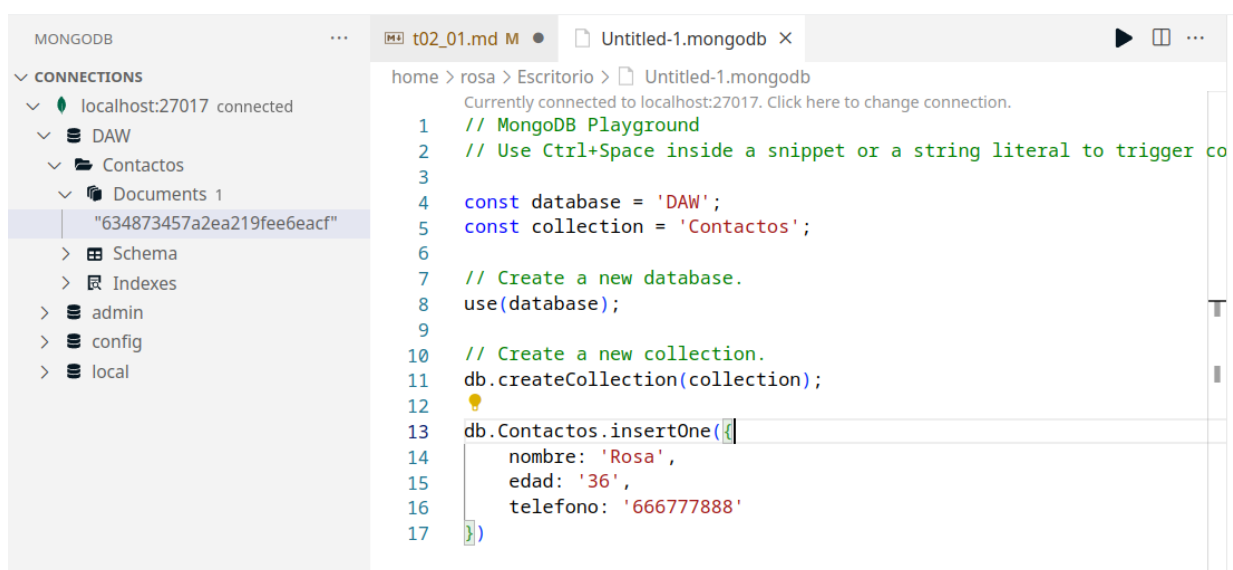 MONGODB ...
CONNECTIONS
localhost:27017 connected
DAW
Contactos
Documents 1
"634873457a2ea219fee6eacf"
Schema
Indexes
admin
config
local
t02_01.md M
Untitled-1.mongodb
home > rosa > Escritorio > Untitled-1.mongodb
Currently connected to localhost:27017. Click here to change connection.
1 // MongoDB Playground
2 // Use Ctrl+Space inside a snippet or a string literal to trigger co
3
4 const database = 'DAW';
5 const collection = 'Contactos';
6
7 // Create a new database.
8 use(database);
9
10 // Create a new collection.
11 db.createCollection(collection);
12
13 db.Contactos.insertOne({
14 nombre: 'Rosa',
15 edad: '36',
16 telefono: '666777888'
17 })